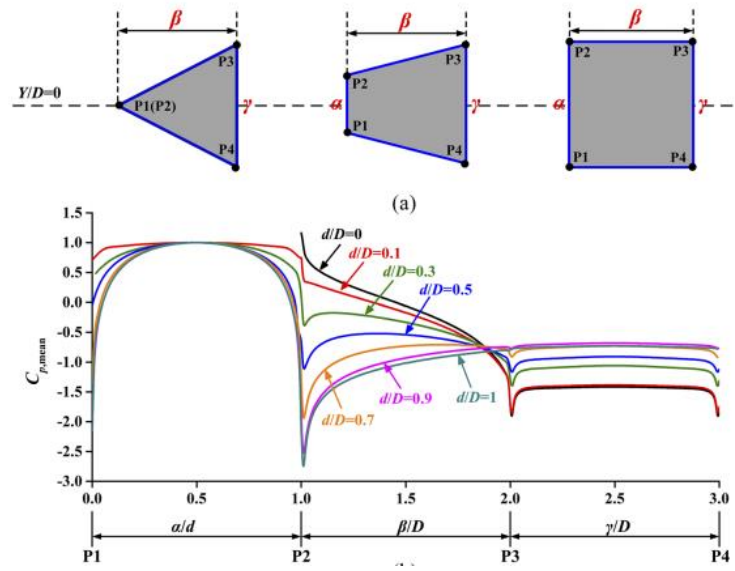 β β β
P3 P3 P2 P3
P2
Y/D=0 P1(P2) γ α γ α γ
P1
P4 P4 P1 P4
(a)
1.5
1.0
0.5
0.0
-0.5
-1.0
-1.5
-2.0
-2.5
-3.0
C p,mean
d/D=0
d/D=0.1
d/D=0.3
d/D=0.5
d/D=0.7
d/D=0.9
d/D=1
0.0 0.5 1.0 1.5 2.0 2.5 3.0
α/d β/D γ/D
P1 P2 P3 P4